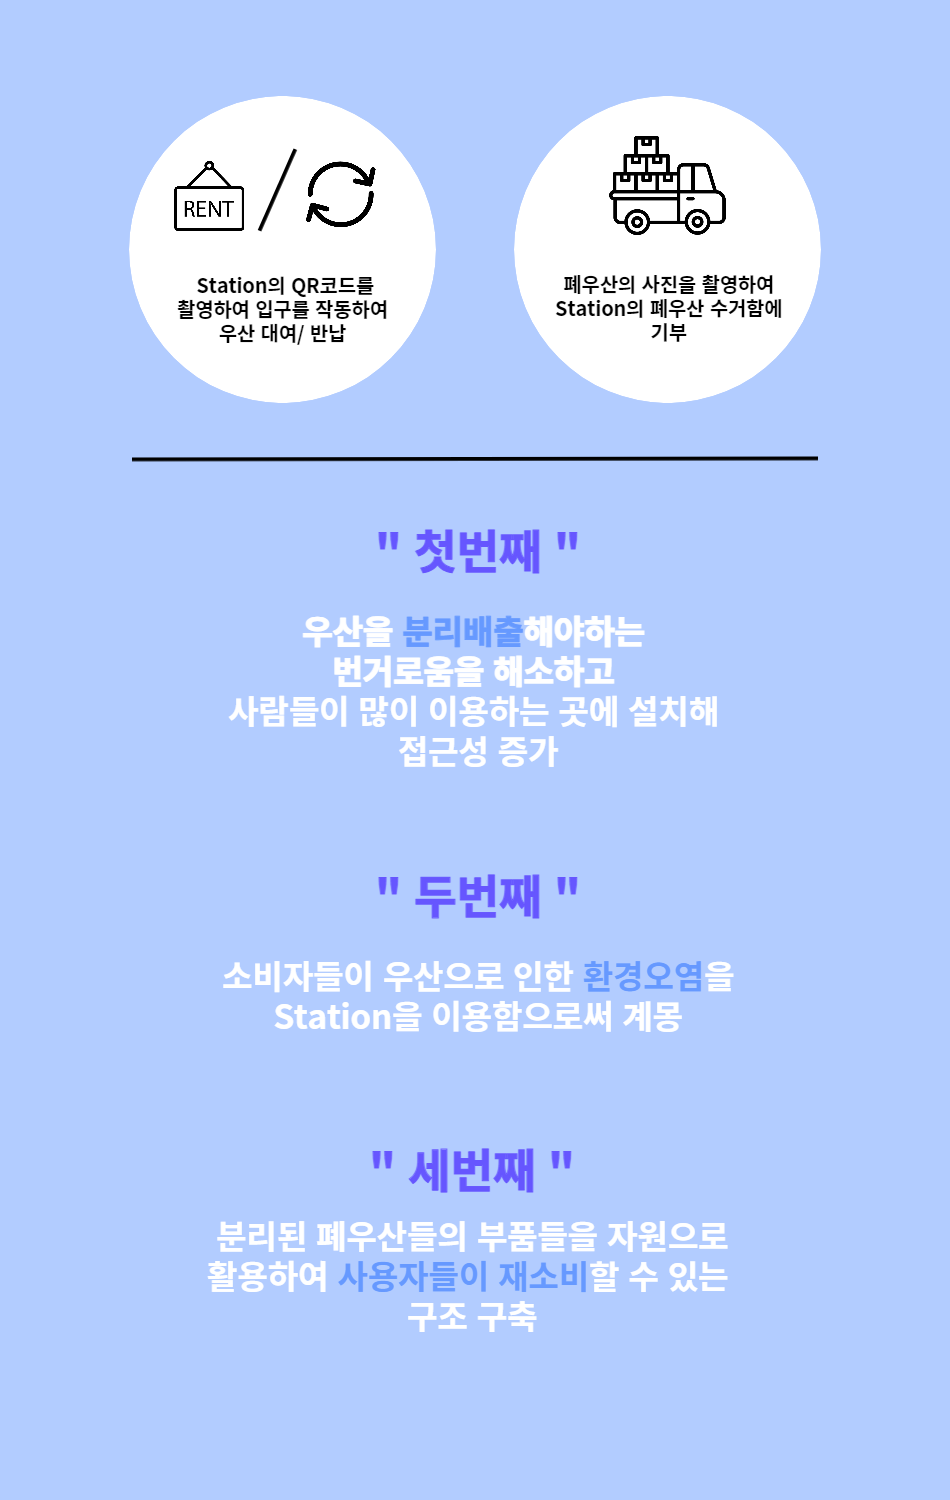 RENT
Station의 QR코드를
촬영하여 입구를 작동하여
우산 대여/ 반납
폐우산의 사진을 촬영하여
Station의 폐우산 수거함에
기부
" 첫번째 "
우산을 분리배출해야하는
번거로움을 해소하고
사람들이 많이 이용하는 곳에 설치해
접근성 증가
" 두번째 "
소비자들이 우산으로 인한 환경오염을
Station을 이용함으로써 계몽
" 세번째 "
분리된 폐우산들의 부품들을 자원으로
활용하여 사용자들이 재소비할 수 있는
구조 구축